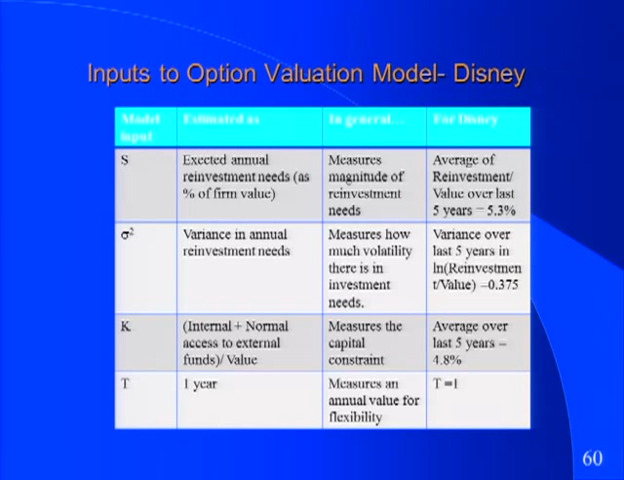 Inputs to Option Valuation Model- Disney
Model Estimated as In general... For Disney
input
S Exected annual Measures Average of
reinvestment needs (as magnitude of Reinvestment/
% of firm value) reinvestment Value over last
needs 5 years = 5.3%
σ² Variance in annual Measures how Variance over
reinvestment needs much volatility last 5 years in
there is in ln(Reinvestmen
investment t/Value) =0.375
needs.
K (Internal + Normal Measures the Average over
access to external capital last 5 years =
funds)/ Value constraint 4.8%
T 1 year Measures an T =1
annual value for
flexibility
60